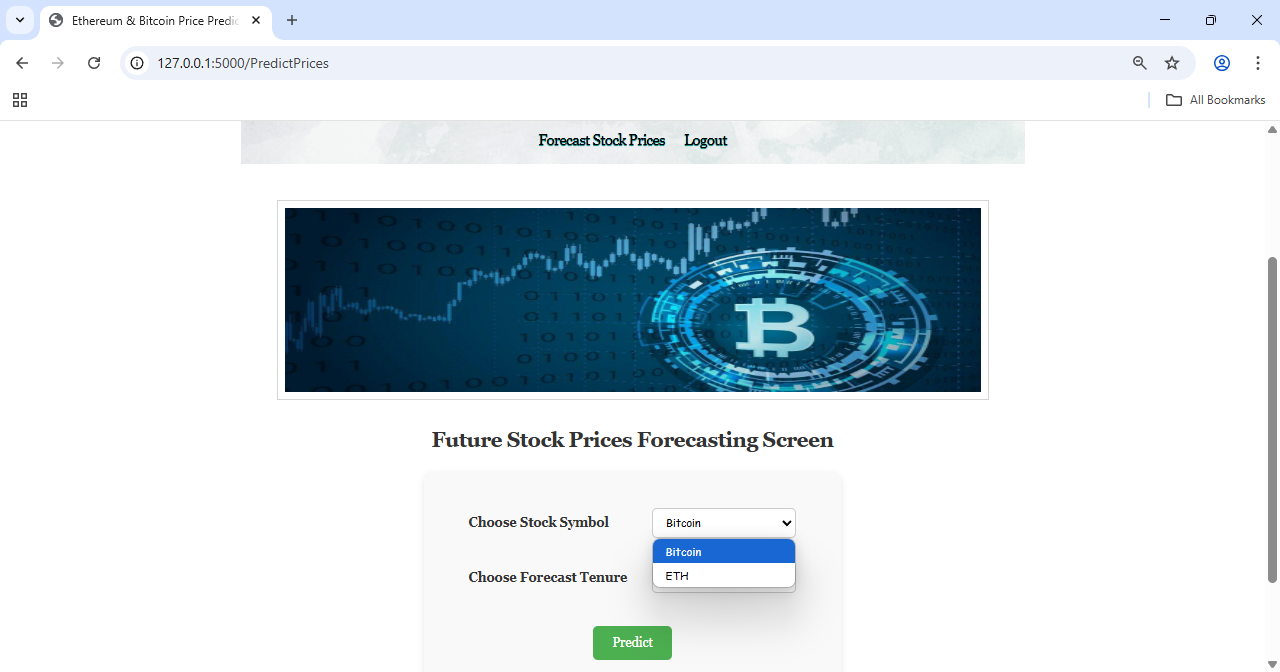 Ethereum & Bitcoin Price Predic
127.0.0.1:5000/PredictPrices
All Bookmarks
Forecast Stock Prices Logout
Future Stock Prices Forecasting Screen
Choose Stock Symbol Bitcoin
Bitcoin
ETH
Choose Forecast Tenure
Predict